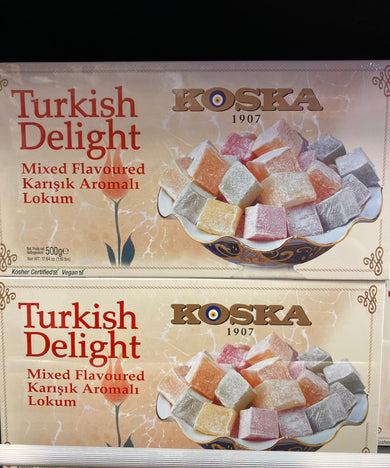 Turkish
Delight
Mixed Flavoured
Karışık Aromalı
Lokum
KOSKA
1907
500g℮
Kosher Certified Vegan
Turkish
Delight
Mixed Flavoured
Karışık Aromalı
Lokum
KOSKA
1907